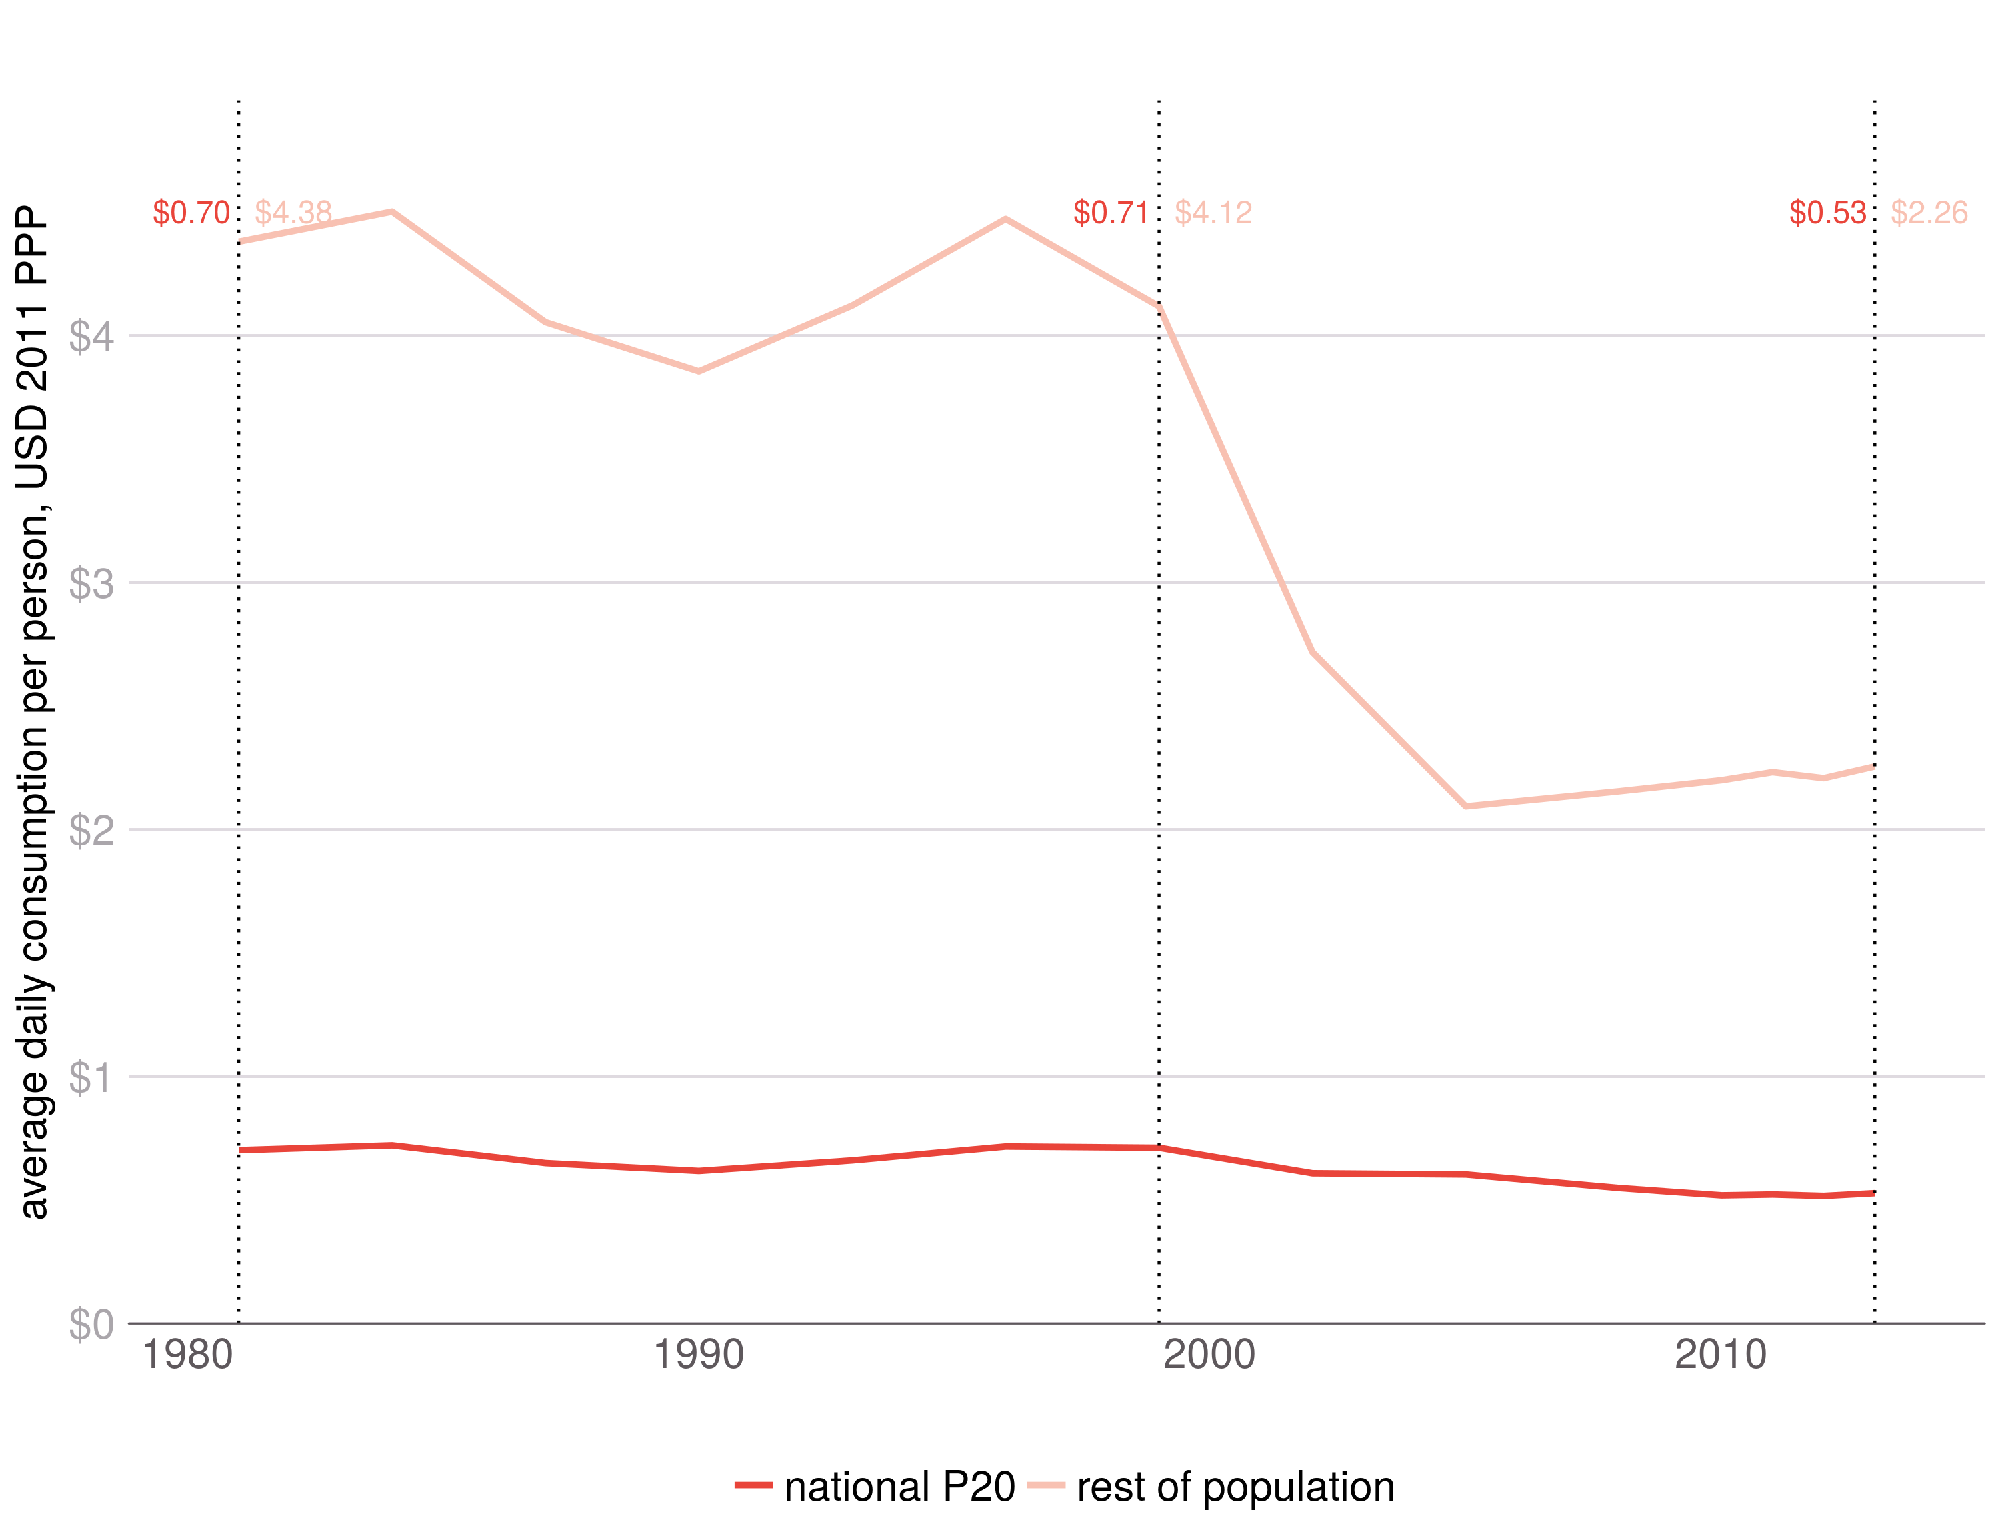 average daily consumption per person, USD 2011 PPP
$0.70 $4.38 $0.71 $4.12 $0.53 $2.26
$4
$3
$2
$1
$0
1980 1990 2000 2010
national P20 rest of population